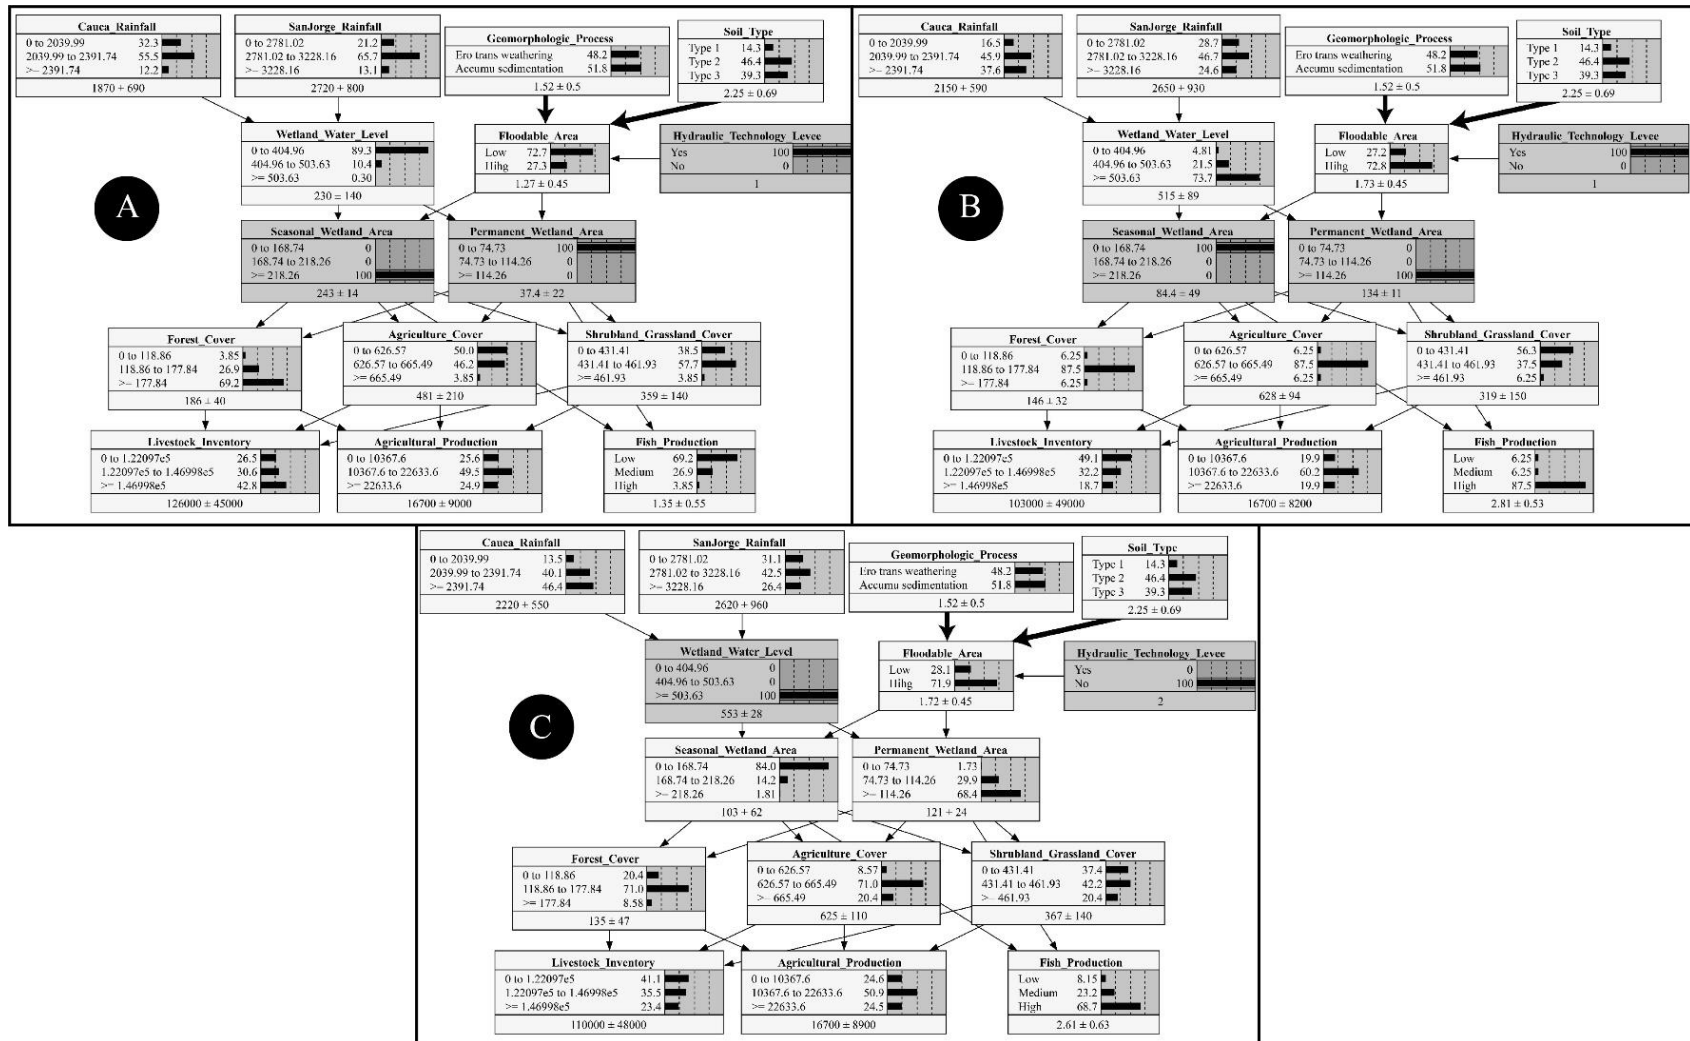 Cauca_Rainfall
0 to 2039.99 32.3
2039.99 to 2391.74 55.5
>= 2391.74 12.2
1870 ± 690
SanJorge_Rainfall
0 to 2781.02 21.2
2781.02 to 3228.16 65.7
>= 3228.16 13.1
2720 ± 800
Geomorphologic_Process
Ero trans weathering 48.2
Accumu sedimentation 51.8
1.52 ± 0.5
Soil_Type
Type 1 14.3
Type 2 46.4
Type 3 39.3
2.25 ± 0.69
Wetland_Water_Level
0 to 404.96 89.3
404.96 to 503.63 10.4
>= 503.63 0.30
230 ± 140
Floodable_Area
Low 72.7
Hihg 27.3
1.27 ± 0.45
Hydraulic_Technology_Levee
Yes 100
No 0
1
A
Seasonal_Wetland_Area
0 to 168.74 0
168.74 to 218.26 0
>= 218.26 100
243 ± 14
Permanent_Wetland_Area
0 to 74.73 100
74.73 to 114.26 0
>= 114.26 0
37.4 ± 22
Forest_Cover
0 to 118.86 3.85
118.86 to 177.84 26.9
>= 177.84 69.2
186 ± 40
Agriculture_Cover
0 to 626.57 50.0
626.57 to 665.49 46.2
>= 665.49 3.85
481 ± 210
Shrubland_Grassland_Cover
0 to 431.41 38.5
431.41 to 461.93 57.7
>= 461.93 3.85
359 ± 140
Livestock_Inventory
0 to 1.22097e5 26.5
1.22097e5 to 1.46998e5 30.6
>= 1.46998e5 42.8
126000 ± 45000
Agricultural_Production
0 to 10367.6 25.6
10367.6 to 22633.6 49.5
>= 22633.6 24.9
16700 ± 9000
Fish_Production
Low 69.2
Medium 26.9
High 3.85
1.35 ± 0.55
Cauca_Rainfall
0 to 2039.99 16.5
2039.99 to 2391.74 45.9
>= 2391.74 37.6
2150 ± 590
SanJorge_Rainfall
0 to 2781.02 28.7
2781.02 to 3228.16 46.7
>= 3228.16 24.6
2650 ± 930
Geomorphologic_Process
Ero trans weathering 48.2
Accumu sedimentation 51.8
1.52 ± 0.5
Soil_Type
Type 1 14.3
Type 2 46.4
Type 3 39.3
2.25 ± 0.69
Wetland_Water_Level
0 to 404.96 4.81
404.96 to 503.63 21.5
>= 503.63 73.7
515 ± 89
Floodable_Area
Low 27.2
Hihg 72.8
1.73 ± 0.45
Hydraulic_Technology_Levee
Yes 100
No 0
1
B
Seasonal_Wetland_Area
0 to 168.74 100
168.74 to 218.26 0
>= 218.26 0
84.4 ± 49
Permanent_Wetland_Area
0 to 74.73 0
74.73 to 114.26 0
>= 114.26 100
134 ± 11
Forest_Cover
0 to 118.86 6.25
118.86 to 177.84 87.5
>= 177.84 6.25
146 ± 32
Agriculture_Cover
0 to 626.57 6.25
626.57 to 665.49 87.5
>= 665.49 6.25
628 ± 94
Shrubland_Grassland_Cover
0 to 431.41 56.3
431.41 to 461.93 37.5
>= 461.93 6.25
319 ± 150
Livestock_Inventory
0 to 1.22097e5 49.1
1.22097e5 to 1.46998e5 32.2
>= 1.46998e5 18.7
103000 ± 49000
Agricultural_Production
0 to 10367.6 19.9
10367.6 to 22633.6 60.2
>= 22633.6 19.9
16700 ± 8200
Fish_Production
Low 6.25
Medium 6.25
High 87.5
2.81 ± 0.53
Cauca_Rainfall
0 to 2039.99 13.5
2039.99 to 2391.74 40.1
>= 2391.74 46.4
2220 ± 550
SanJorge_Rainfall
0 to 2781.02 31.1
2781.02 to 3228.16 42.5
>= 3228.16 26.4
2620 ± 960
Geomorphologic_Process
Ero trans weathering 48.2
Accumu sedimentation 51.8
1.52 ± 0.5
Soil_Type
Type 1 14.3
Type 2 46.4
Type 3 39.3
2.25 ± 0.69
Wetland_Water_Level
0 to 404.96 0
404.96 to 503.63 0
>= 503.63 100
553 ± 28
Floodable_Area
Low 28.1
Hihg 71.9
1.72 ± 0.45
Hydraulic_Technology_Levee
Yes 0
No 100
2
C
Seasonal_Wetland_Area
0 to 168.74 84.0
168.74 to 218.26 14.2
>= 218.26 1.81
103 ± 62
Permanent_Wetland_Area
0 to 74.73 1.73
74.73 to 114.26 29.9
>= 114.26 68.4
121 ± 24
Forest_Cover
0 to 118.86 20.4
118.86 to 177.84 71.0
>= 177.84 8.58
135 ± 47
Agriculture_Cover
0 to 626.57 8.57
626.57 to 665.49 71.0
>= 665.49 20.4
625 ± 110
Shrubland_Grassland_Cover
0 to 431.41 37.4
431.41 to 461.93 42.2
>= 461.93 20.4
367 ± 140
Livestock_Inventory
0 to 1.22097e5 41.1
1.22097e5 to 1.46998e5 35.5
>= 1.46998e5 23.4
110000 ± 48000
Agricultural_Production
0 to 10367.6 24.6
10367.6 to 22633.6 50.9
>= 22633.6 24.5
16700 ± 8900
Fish_Production
Low 8.15
Medium 23.2
High 68.7
2.61 ± 0.63